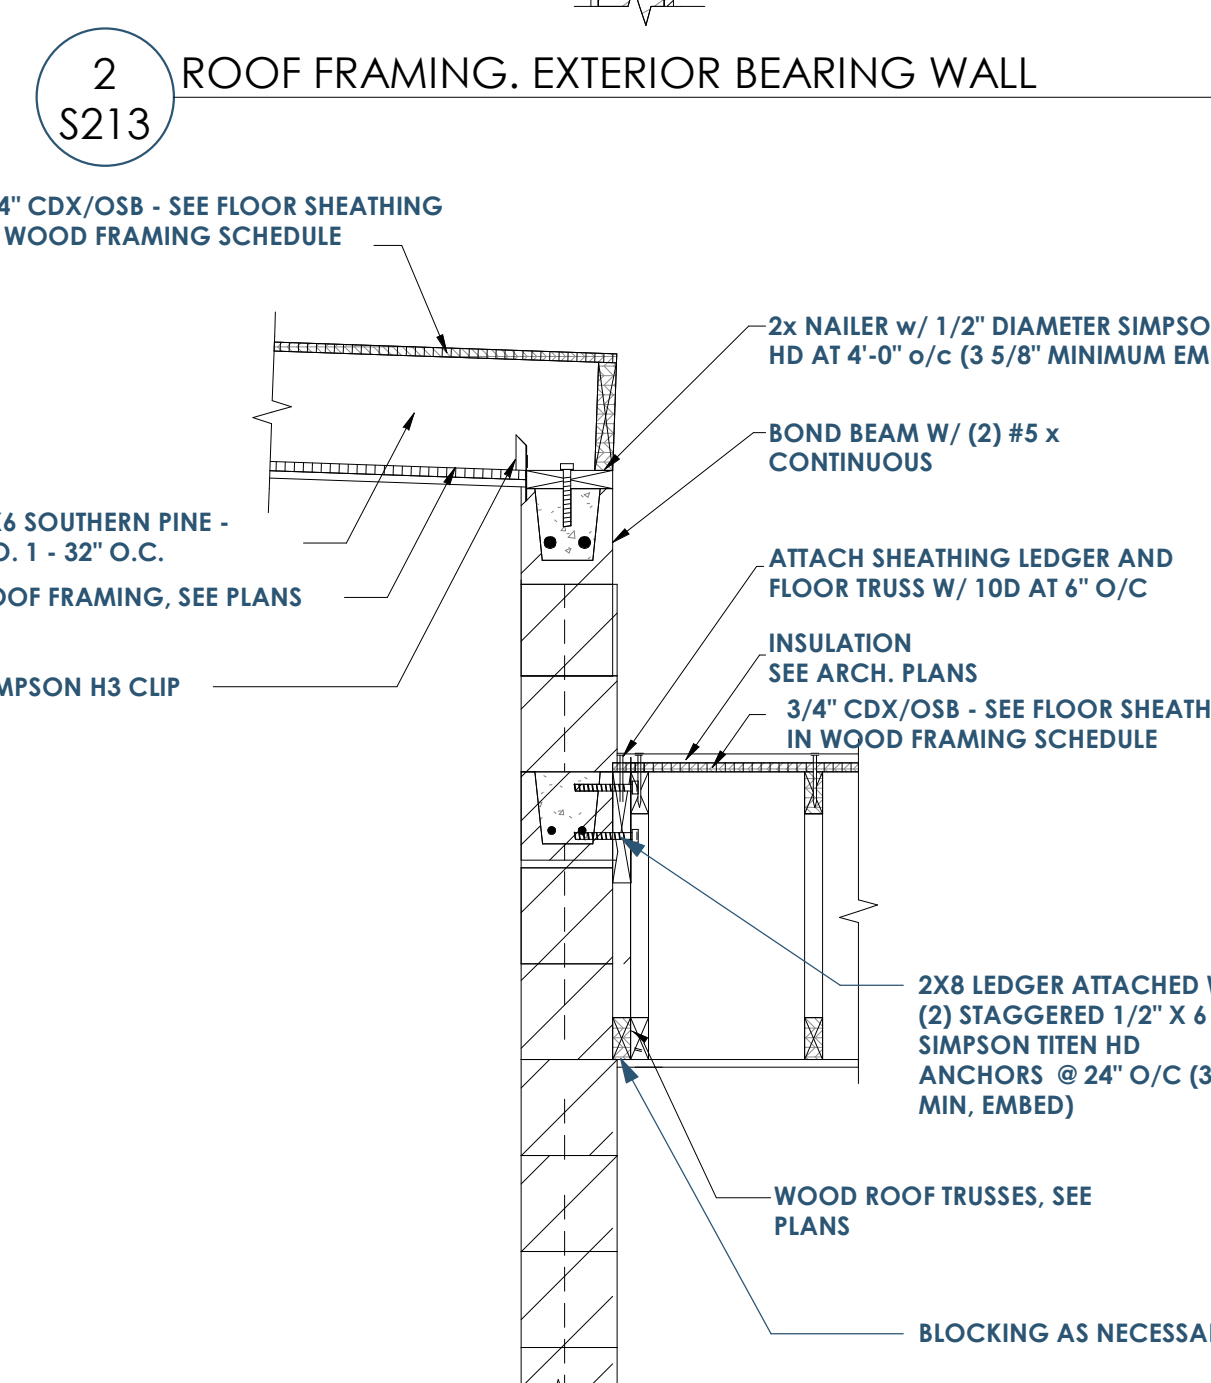 2
S213
ROOF FRAMING. EXTERIOR BEARING WALL
4" CDX/OSB - SEE FLOOR SHEATHING
WOOD FRAMING SCHEDULE
2x NAILER w/ 1/2" DIAMETER SIMPSO
HD AT 4'-0" o/c (3 5/8" MINIMUM EM
BOND BEAM W/ (2) #5 x
CONTINUOUS
X6 SOUTHERN PINE -
O. 1 - 32" O.C.
OOF FRAMING, SEE PLANS
MPSON H3 CLIP
ATTACH SHEATHING LEDGER AND
FLOOR TRUSS W/ 10D AT 6" O/C
INSULATION
SEE ARCH. PLANS
3/4" CDX/OSB - SEE FLOOR SHEATH
IN WOOD FRAMING SCHEDULE
2X8 LEDGER ATTACHED
(2) STAGGERED 1/2" X 6
SIMPSON TITEN HD
ANCHORS @ 24" O/C (3
MIN, EMBED)
WOOD ROOF TRUSSES, SEE
PLANS
BLOCKING AS NECESSA